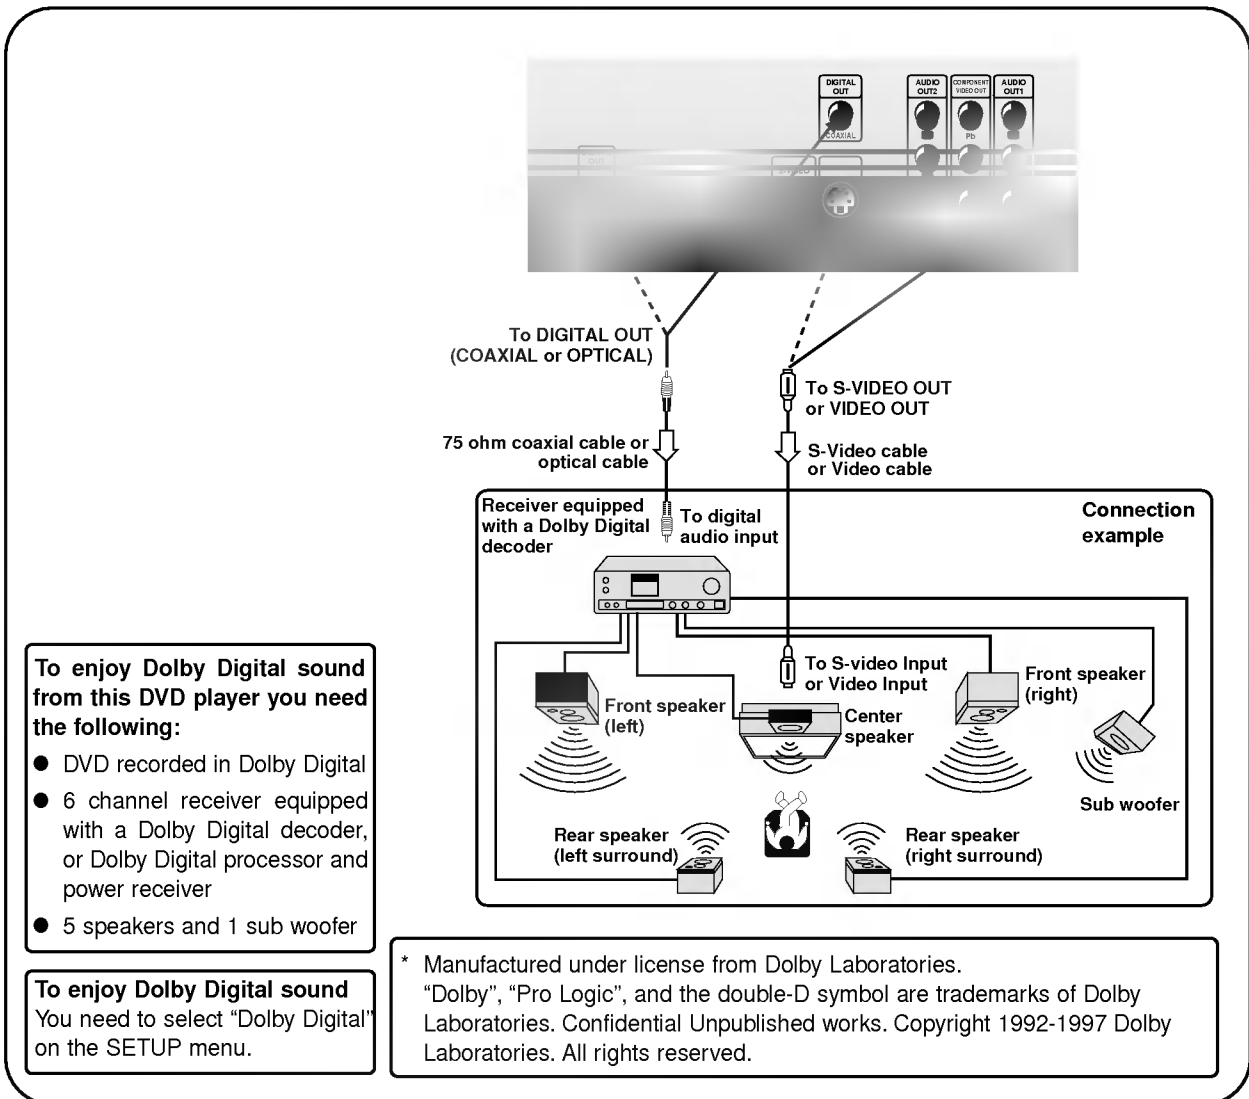 DIGITAL
OUT
COAXIAL
AUDIO
OUT2
COMPONENT
VIDEO OUT
Pb
AUDIO
OUT1
OUT
S-VIDEO
To DIGITAL OUT
(COAXIAL or OPTICAL)
To S-VIDEO OUT
or VIDEO OUT
75 ohm coaxial cable or
optical cable
S-Video cable
or Video cable
Receiver equipped
with a Dolby Digital
decoder
To digital
audio input
Connection
example
To S-video Input
or Video Input
Front speaker
(left)
Center
speaker
Front speaker
(right)
Sub woofer
Rear speaker
(left surround)
Rear speaker
(right surround)
To enjoy Dolby Digital sound
from this DVD player you need
the following:
● DVD recorded in Dolby Digital
● 6 channel receiver equipped
with a Dolby Digital decoder,
or Dolby Digital processor and
power receiver
● 5 speakers and 1 sub woofer
To enjoy Dolby Digital sound
You need to select “Dolby Digital”
on the SETUP menu.
* Manufactured under license from Dolby Laboratories.
“Dolby”, “Pro Logic”, and the double-D symbol are trademarks of Dolby
Laboratories. Confidential Unpublished works. Copyright 1992-1997 Dolby
Laboratories. All rights reserved.